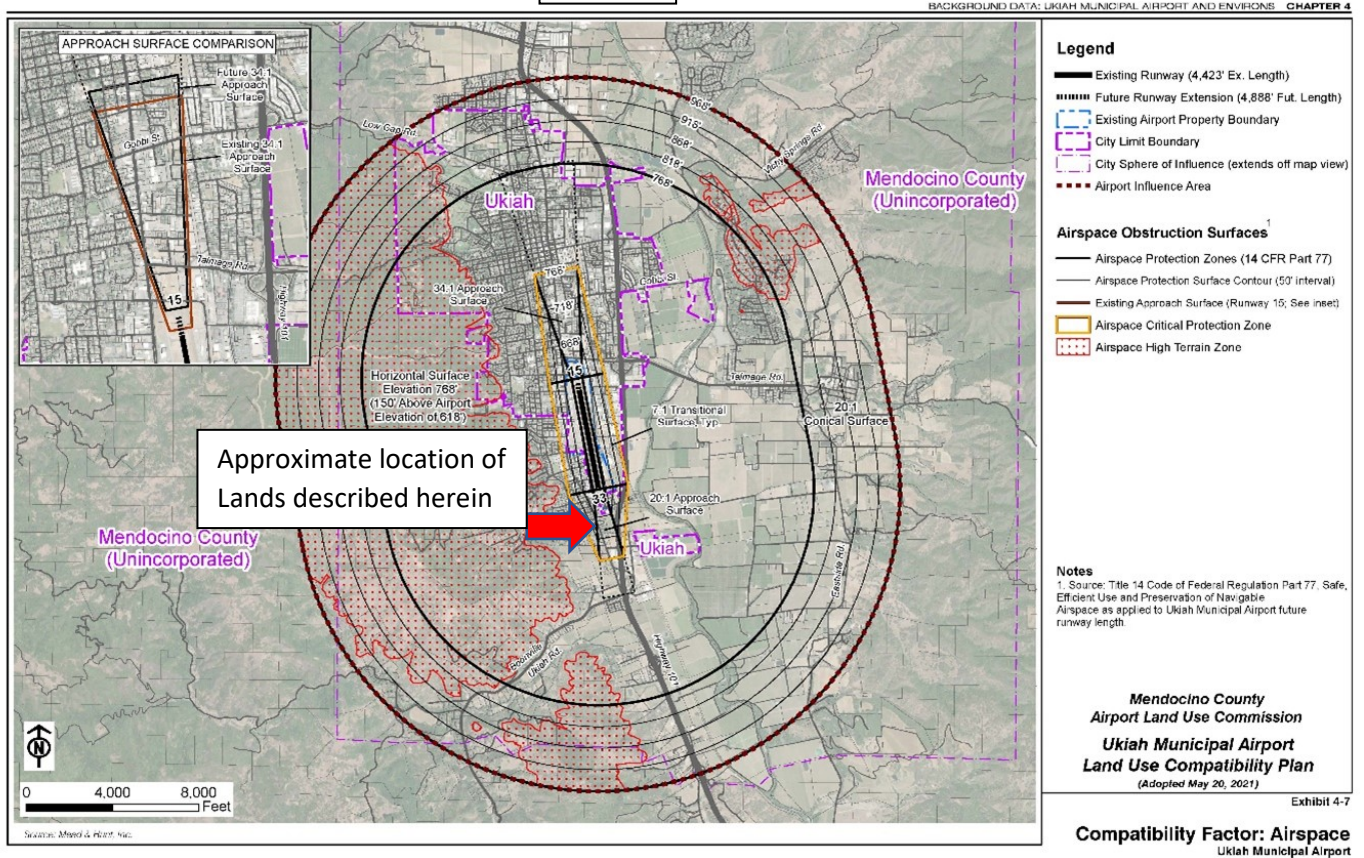 BACKGROUND DATA: UKIAH MUNICIPAL AIRPORT AND ENVIRONS CHAPTER 4
APPROACH SURFACE COMPARISON
Future 34:1
Approach
Surface
Gobbi St
Existing 34:1
Approach
Surface
Talmage Rd.
15
Highway 101
Low Gap Rd.
968'
918'
868'
818'
768'
Vichy Springs Rd.
Mendocino County
(Unincorporated)
Ukiah
768'
Gobbi St
34:1 Approach
Surface
718'
668'
15
Talmage Rd.
Horizontal Surface
Elevation 768'
(150' Above Airport
Elevation of 618')
7:1 Transitional
Surface, Typ.
20:1
Conical Surface
Approximate location of
Lands described herein
33
20:1 Approach
Surface
Ukiah
Mendocino County
(Unincorporated)
Eastside Rd.
Boonville
Ukiah Rd.
Highway 101
N
0 4,000 8,000
Feet
Source: Mead & Hunt, Inc.
Legend
Existing Runway (4,423' Ex. Length)
Future Runway Extension (4,888' Fut. Length)
Existing Airport Property Boundary
City Limit Boundary
City Sphere of Influence (extends off map view)
Airport Influence Area
Airspace Obstruction Surfaces 1
Airspace Protection Zones (14 CFR Part 77)
Airspace Protection Surface Contour (50' interval)
Existing Approach Surface (Runway 15; See inset)
Airspace Critical Protection Zone
Airspace High Terrain Zone
Notes
1. Source: Title 14 Code of Federal Regulation Part 77, Safe,
Efficient Use and Preservation of Navigable
Airspace as applied to Ukiah Municipal Airport future
runway length.
Mendocino County
Airport Land Use Commission
Ukiah Municipal Airport
Land Use Compatibility Plan
(Adopted May 20, 2021)
Exhibit 4-7
Compatibility Factor: Airspace
Ukiah Municipal Airport